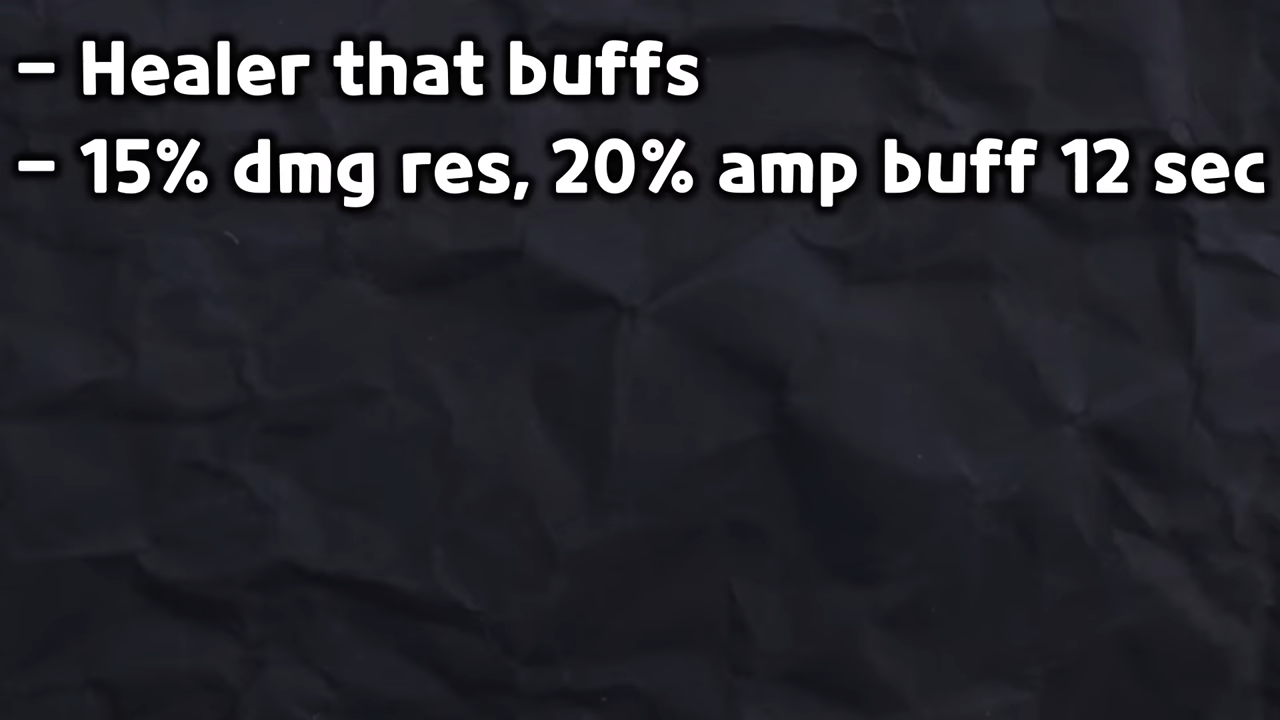 - Healer that buffs
- 15% dmg res, 20% amp buff 12 sec